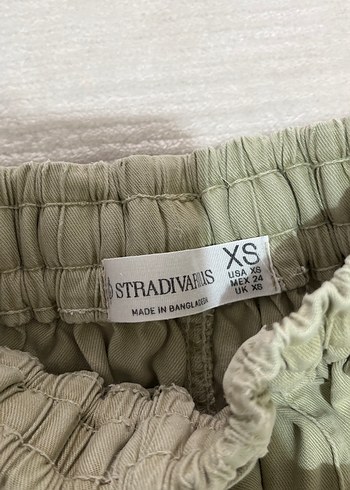 STRADIVARIUS
MADE IN BANGLADESH
XS
USA XS
MEX 24
UK XS